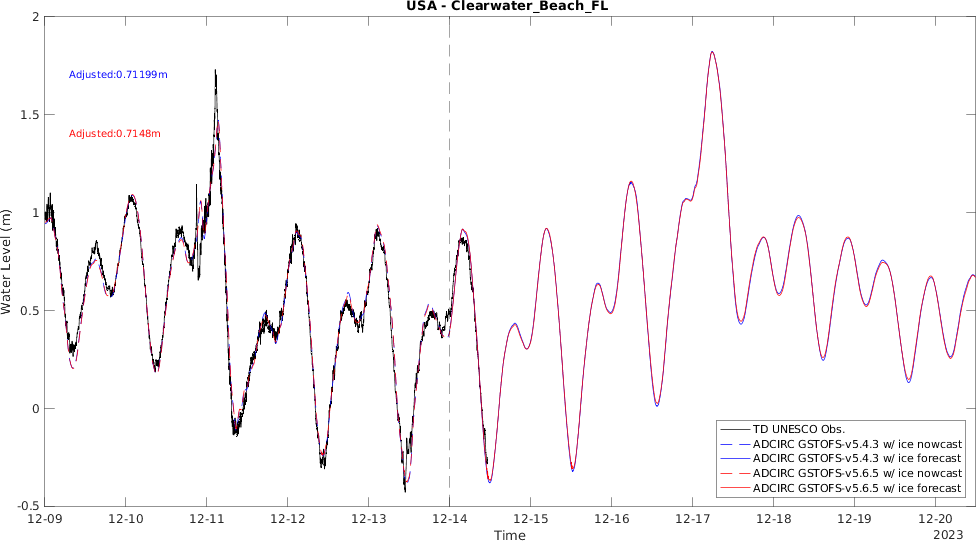 USA - Clearwater_Beach_FL
2
Adjusted:0.71199m
1.5
Adjusted:0.7148m
1
Water Level (m)
0.5
0
-0.5
TD UNESCO Obs.
ADCIRC GSTOFS-v5.4.3 w/ ice nowcast
ADCIRC GSTOFS-v5.4.3 w/ ice forecast
ADCIRC GSTOFS-v5.6.5 w/ ice nowcast
ADCIRC GSTOFS-v5.6.5 w/ ice forecast
12-09 12-10 12-11 12-12 12-13 12-14 12-15 12-16 12-17 12-18 12-19 12-20
Time
2023